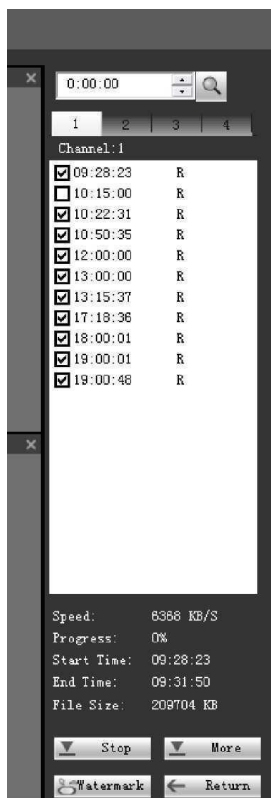 0:00:00
1 2 3 4
Channel:1
09:28:23 R
10:15:00 R
10:22:31 R
10:50:35 R
12:00:00 R
13:00:00 R
13:15:37 R
17:18:36 R
18:00:01 R
19:00:01 R
19:00:48 R
Speed: 6368 KB/S
Progress: 0%
Start Time: 09:28:23
End Time: 09:31:50
File Size: 209704 KB
Stop More
Watermark Return